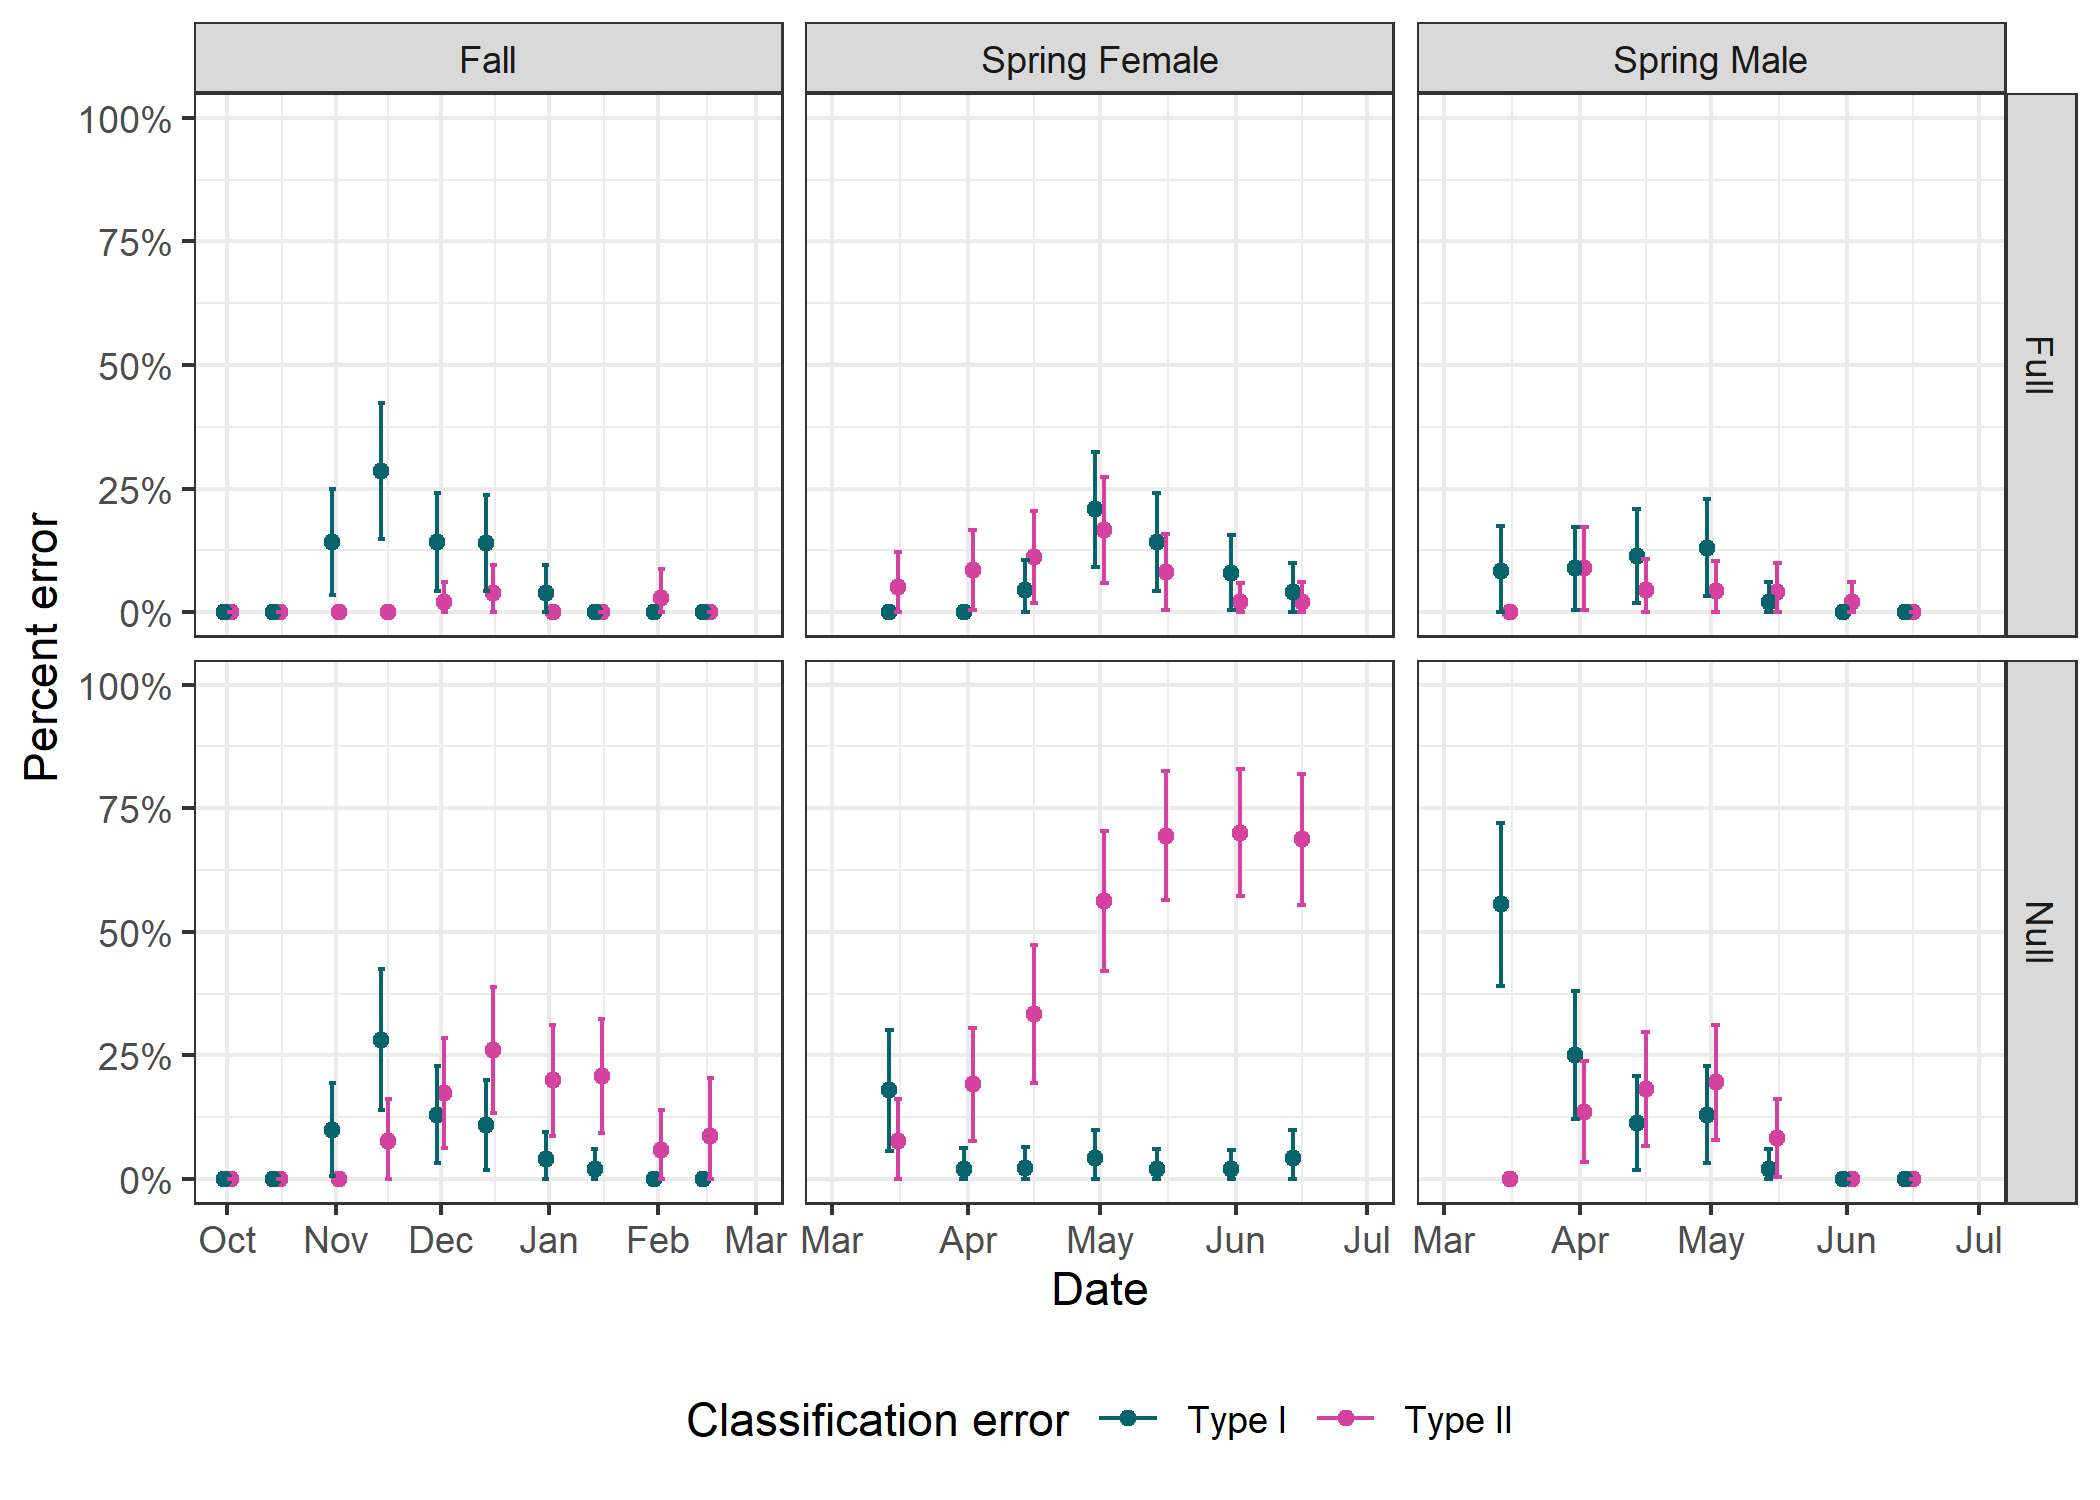 Fall Spring Female Spring Male
100%
75%
50%
25%
0%
Full
100%
75%
50%
25%
0%
Null
Percent error
Oct Nov Dec Jan Feb Mar Mar Apr May Jun Jul Mar Apr May Jun Jul
Date
Classification error Type I Type II